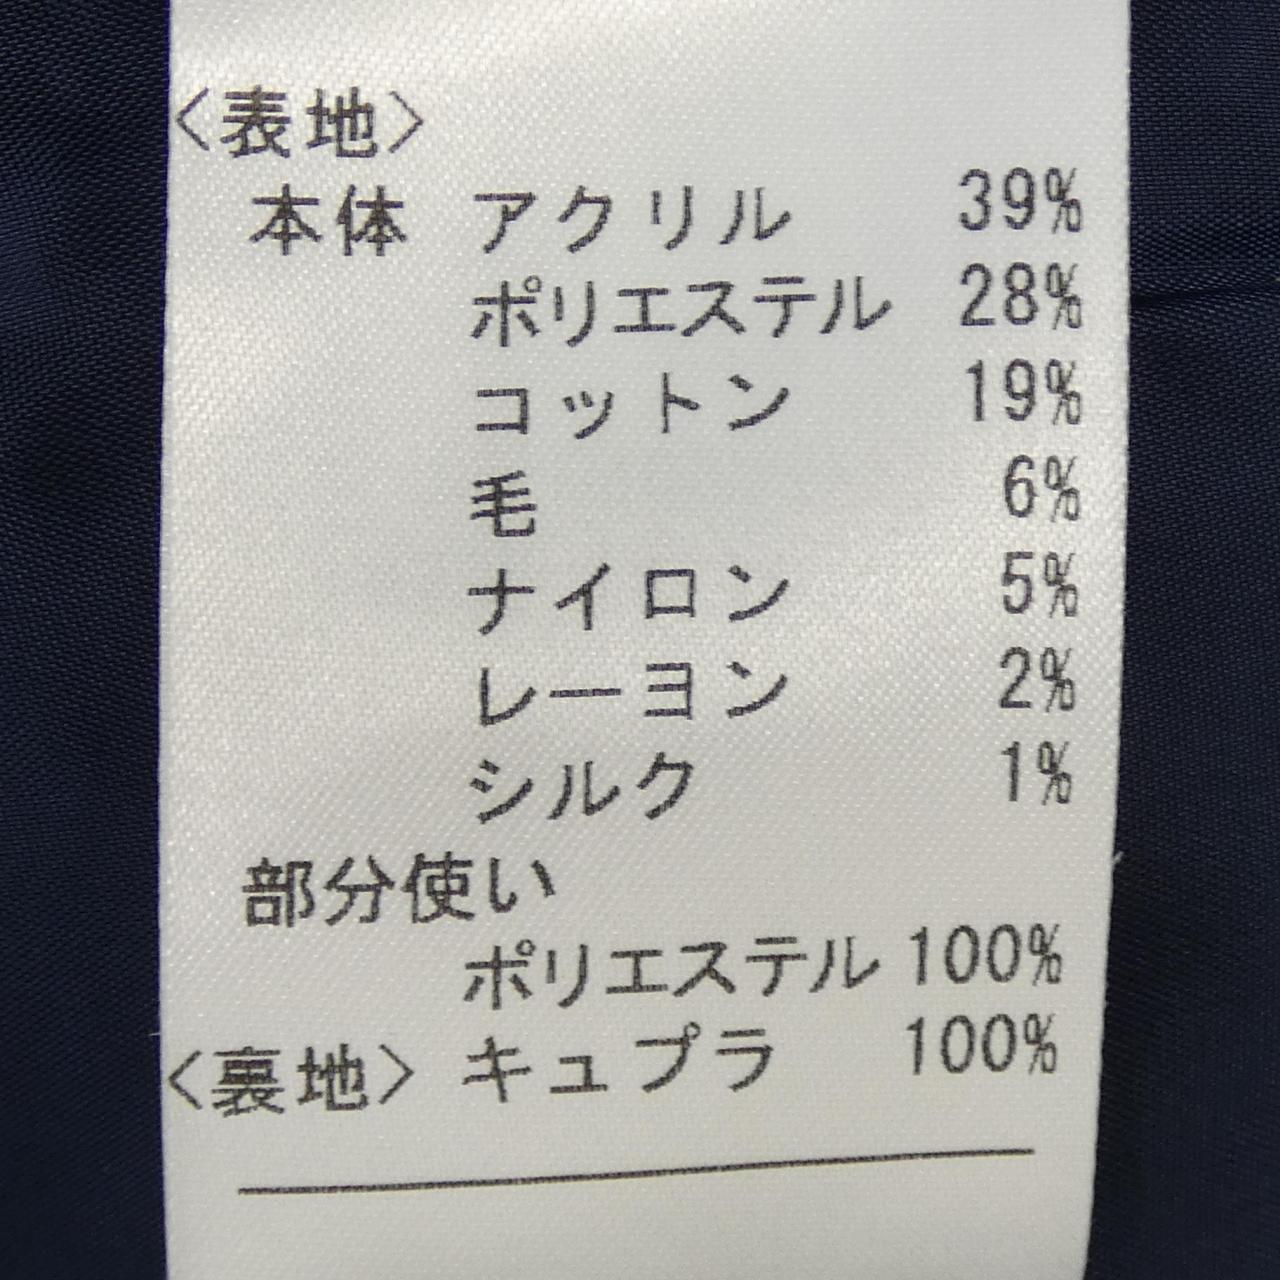 〈表地〉
本体 アクリル 39%
ポリエステル 28%
コットン 19%
毛 6%
ナイロン 5%
レーヨン 2%
シルク 1%
部分使い
ポリエステル 100%
〈裏地〉 キュプラ 100%